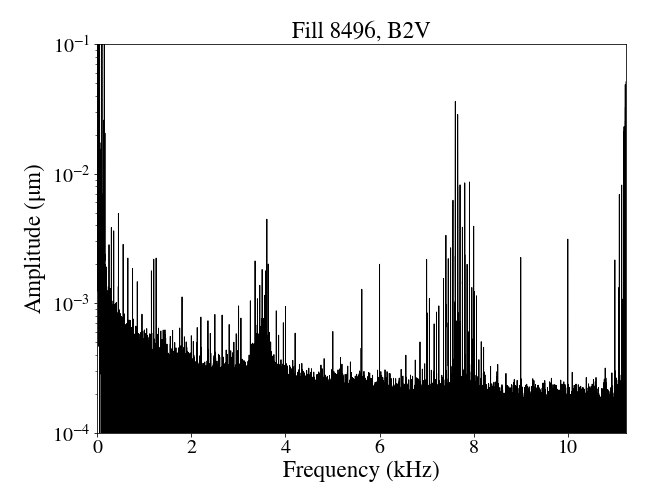 Fill 8496, B2V
Amplitude (μm)
10⁻¹
10⁻²
10⁻³
10⁻⁴
0 2 4 6 8 10
Frequency (kHz)